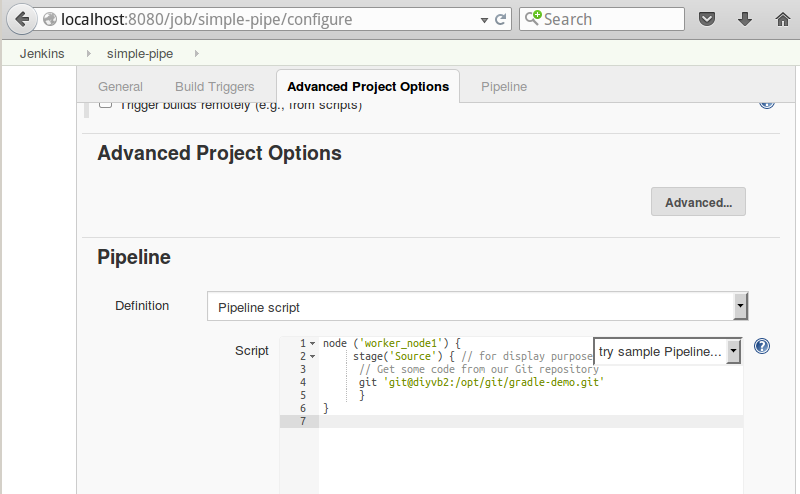 localhost:8080/job/simple-pipe/configure
Search
Jenkins
simple-pipe
General
Build Triggers
Advanced Project Options
Pipeline
Trigger builds remotely (e.g., from scripts)
Advanced Project Options
Advanced...
Pipeline
Definition
Pipeline script
Script
try sample Pipeline...
1 node ('worker_node1') {
2 stage('Source') { // for display purpose
3 // Get some code from our Git repository
4 git 'git@diyvb2:/opt/git/gradle-demo.git'
5 }
6 }
7